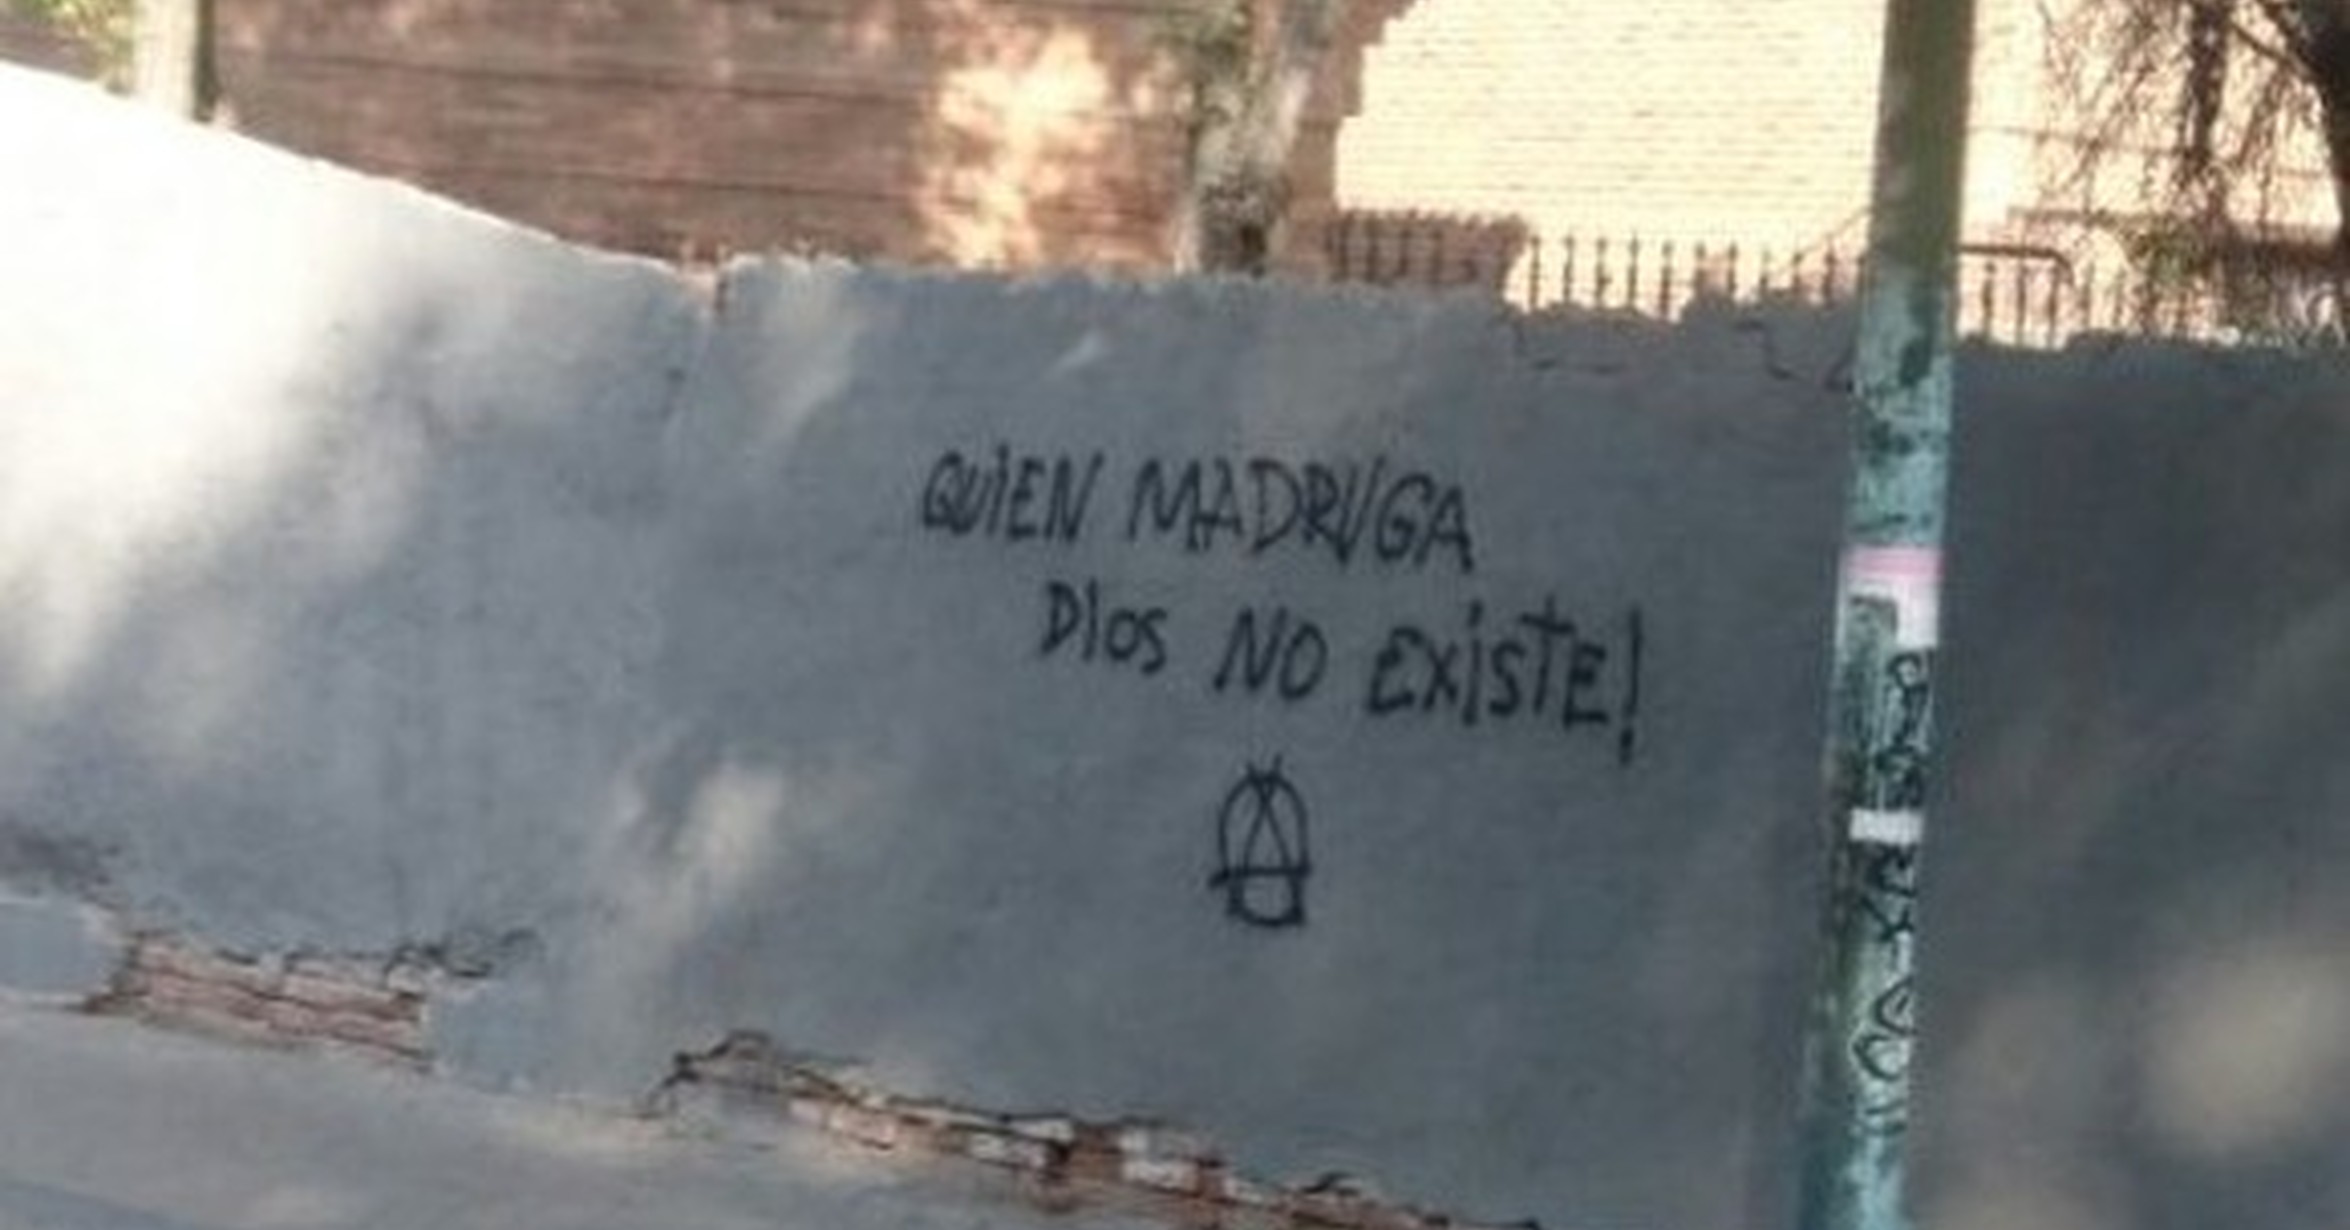 QUIEN MADRUGA
DIOS NO EXISTE!